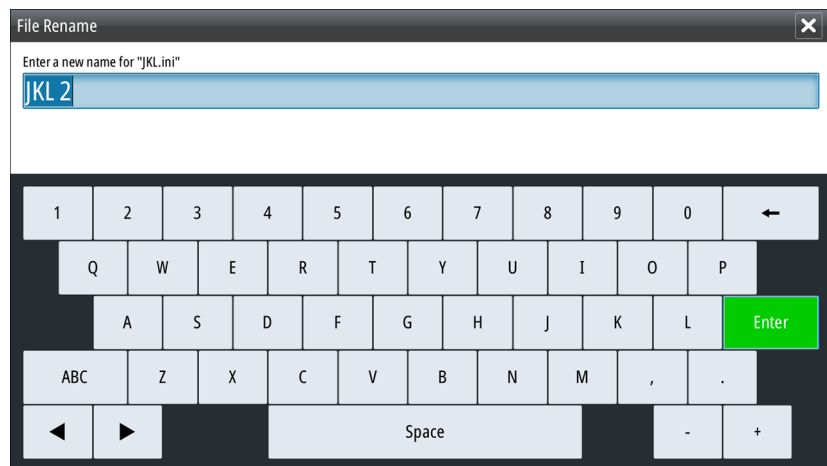 File Rename
Enter a new name for "JKL.ini"
JKL 2
1 2 3 4 5 6 7 8 9 0
Q W E R T Y U I O P
A S D F G H J K L Enter
ABC Z X C V B N M , .
Space - +